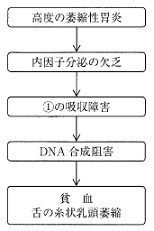 高度の萎縮性胃炎
内因子分泌の欠乏
①の吸収障害
DNA 合成阻害
貧 血
舌の糸状乳頭萎縮